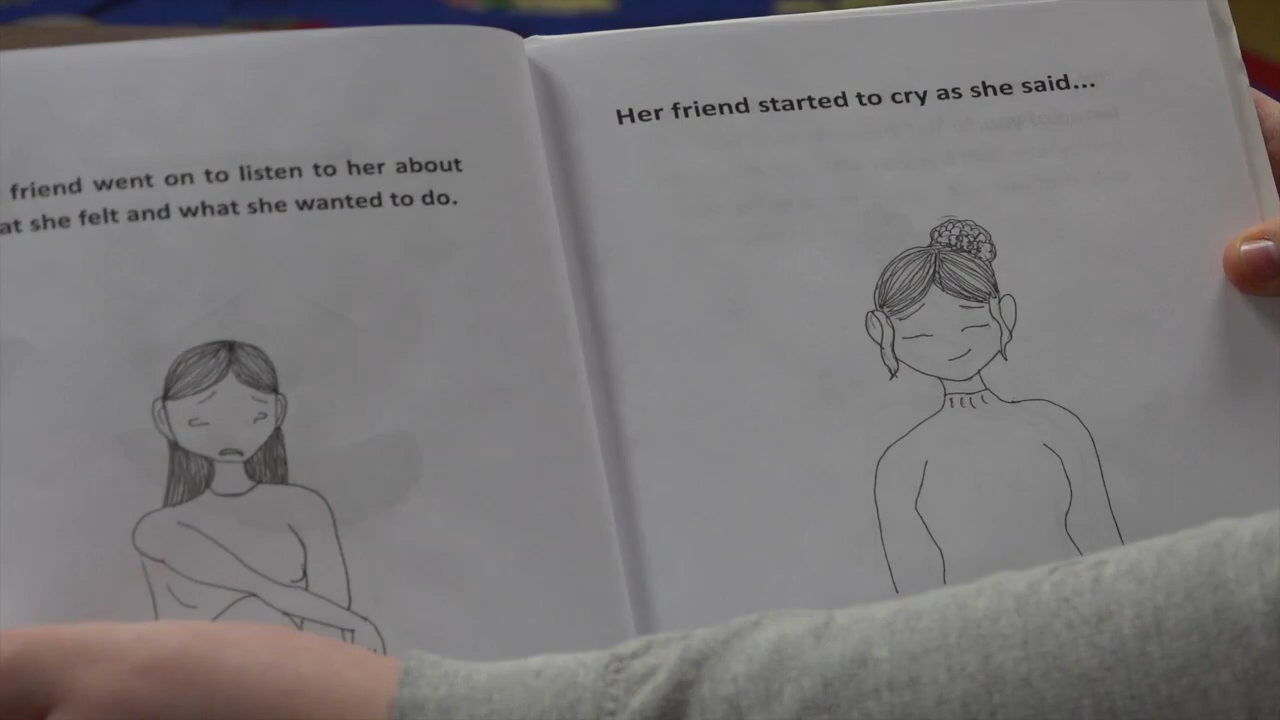 friend went on to listen to her about
at she felt and what she wanted to do.
Her friend started to cry as she said...